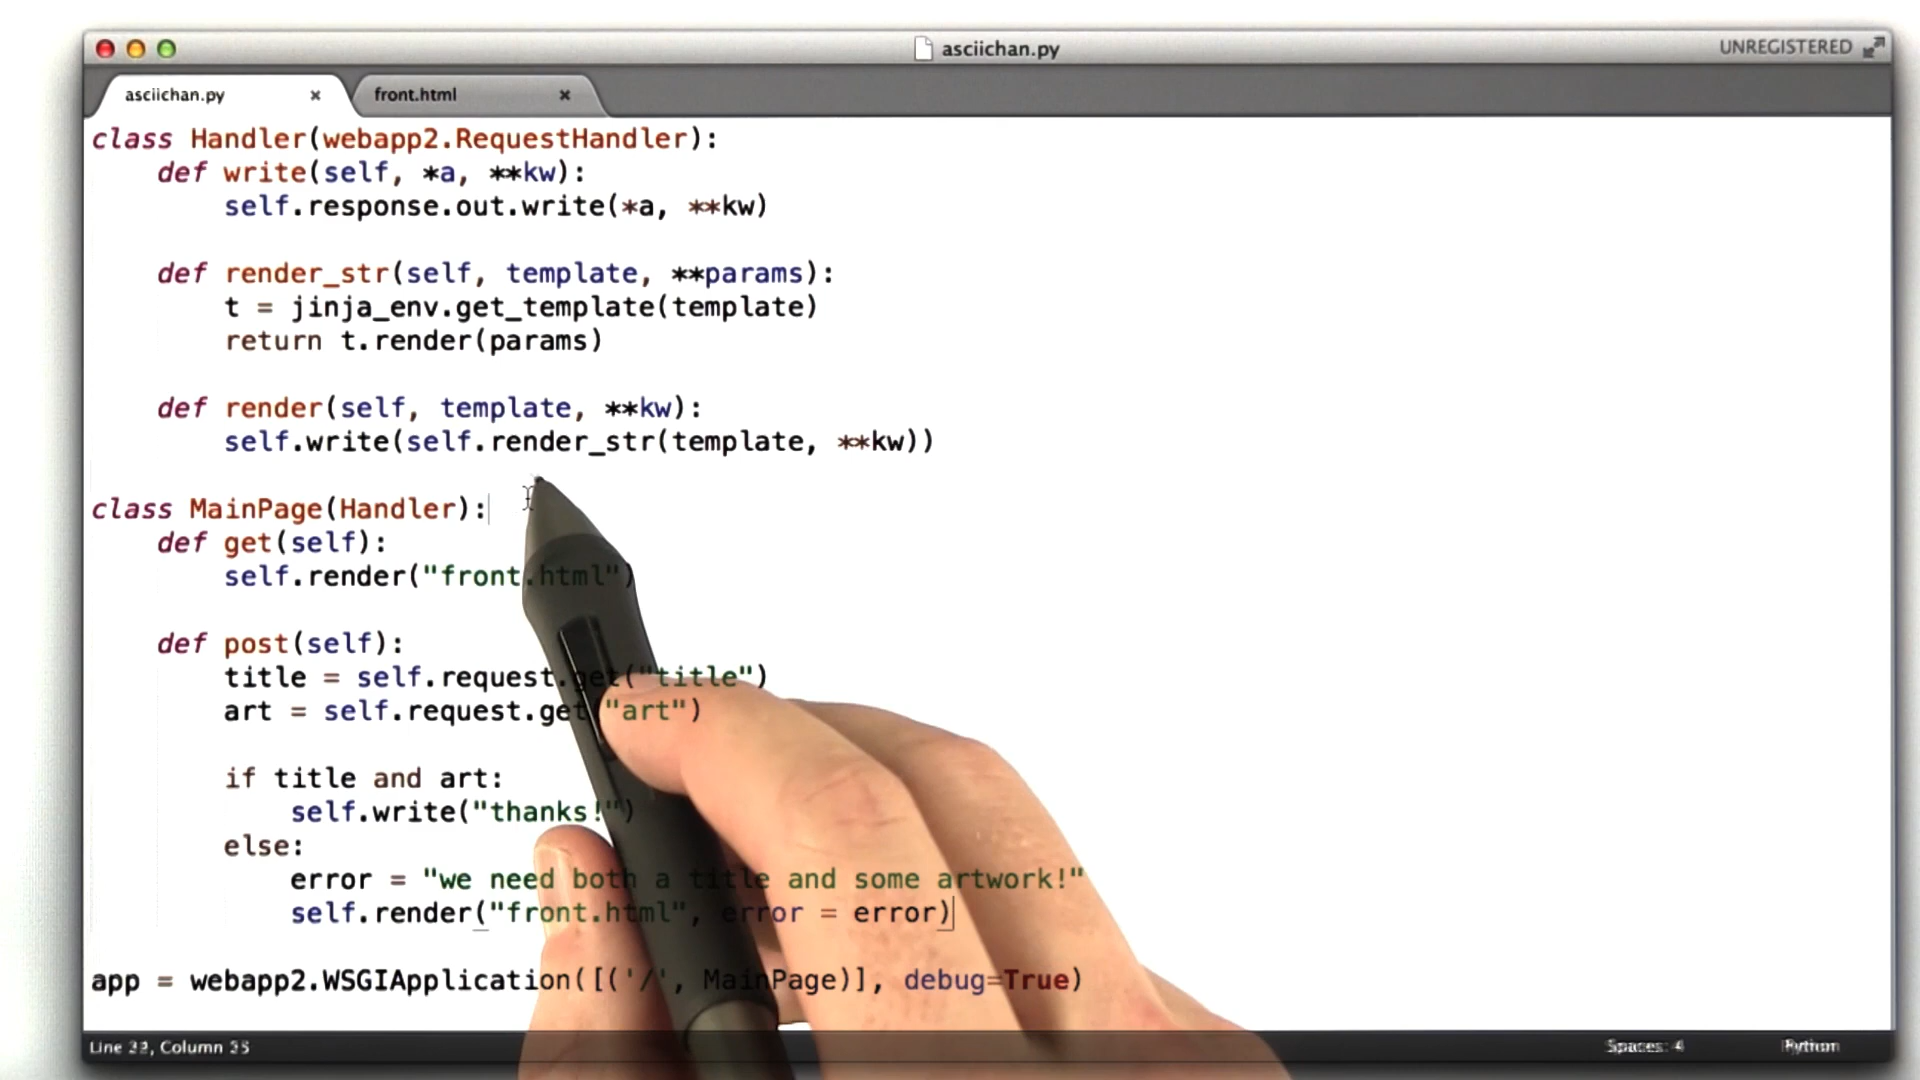 asciichan.py
UNREGISTERED
asciichan.py x
front.html x
class Handler(webapp2.RequestHandler):
    def write(self, *a, **kw):
        self.response.out.write(*a, **kw)
    def render_str(self, template, **params):
        t = jinja_env.get_template(template)
        return t.render(params)
    def render(self, template, **kw):
        self.write(self.render_str(template, **kw))
class MainPage(Handler):
    def get(self):
        self.render("front.html")
    def post(self):
        title = self.request.get("title")
        art = self.request.get("art")
        if title and art:
            self.write("thanks!")
        else:
            error = "we need both a title and some artwork!"
            self.render("front.html", error = error)
app = webapp2.WSGIApplication([('/', MainPage)], debug=True)
Column 35
Spaces: 4
Python